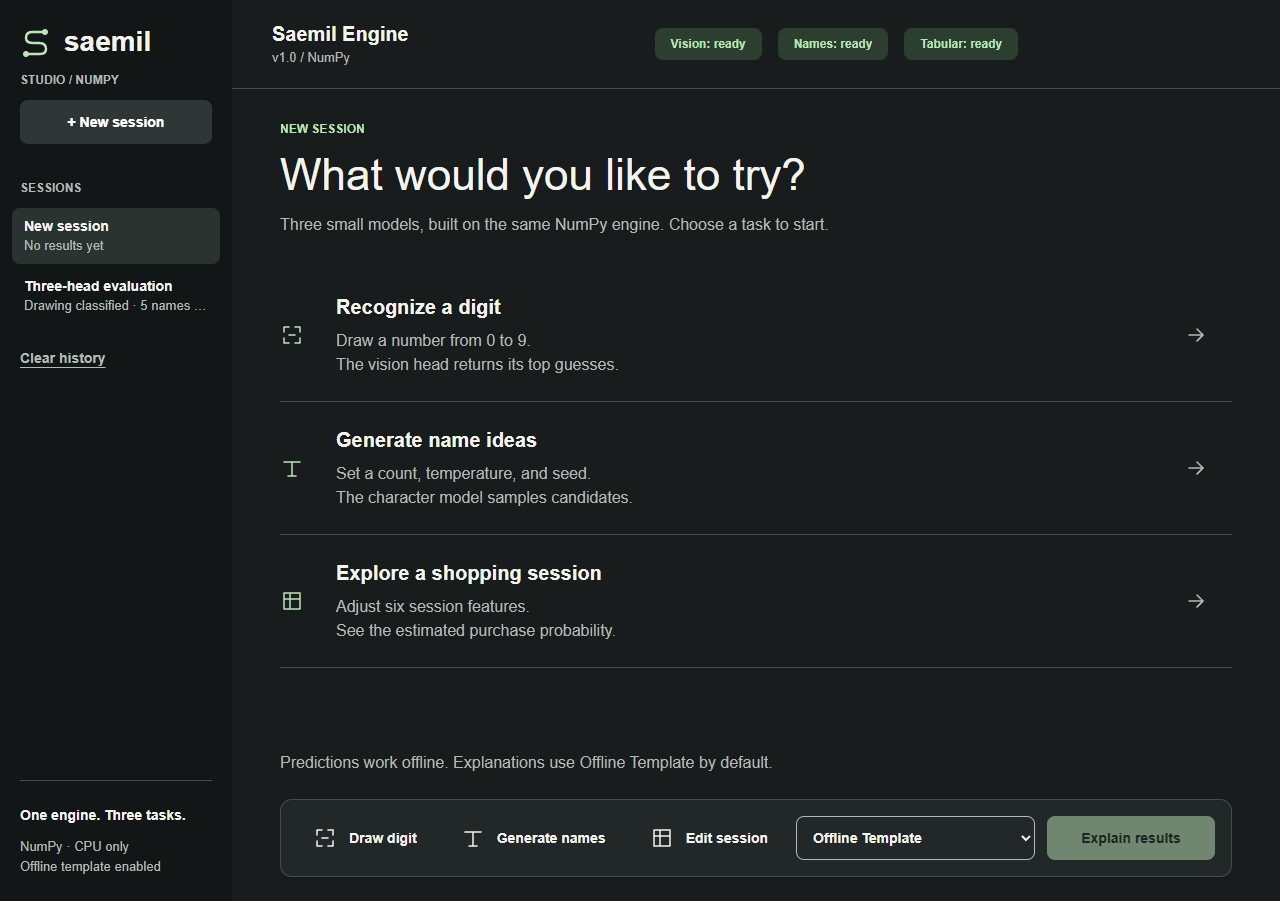 saemil
STUDIO / NUMPY
+ New session
SESSIONS
New session
No results yet
Three-head evaluation
Drawing classified · 5 names ...
Clear history
One engine. Three tasks.
NumPy · CPU only
Offline template enabled
Saemil Engine
v1.0 / NumPy
Vision: ready
Names: ready
Tabular: ready
NEW SESSION
What would you like to try?
Three small models, built on the same NumPy engine. Choose a task to start.
Recognize a digit
Draw a number from 0 to 9.
The vision head returns its top guesses.
Generate name ideas
Set a count, temperature, and seed.
The character model samples candidates.
Explore a shopping session
Adjust six session features.
See the estimated purchase probability.
Predictions work offline. Explanations use Offline Template by default.
Draw digit
Generate names
Edit session
Offline Template
Explain results